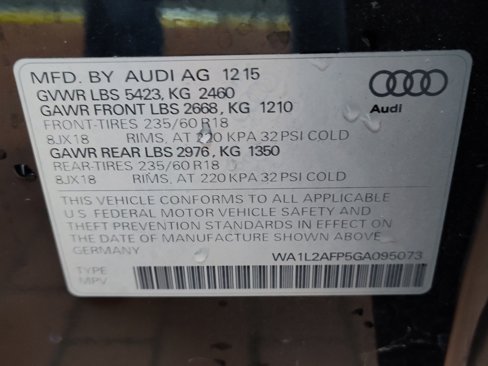 MFD. BY AUDI AG 12 15
GVWR LBS 5423, KG 2460
GAWR FRONT LBS 2668, KG 1210
FRONT-TIRES 235/60 R18
8JX18 RIMS, AT 220 KPA 32 PSI COLD
GAWR REAR LBS 2976, KG 1350
REAR-TIRES 235/60 R18
8JX18 RIMS, AT 220 KPA 32 PSI COLD
Audi
THIS VEHICLE CONFORMS TO ALL APPLICABLE
U.S. FEDERAL MOTOR VEHICLE SAFETY AND
THEFT PREVENTION STANDARDS IN EFFECT ON
THE DATE OF MANUFACTURE SHOWN ABOVE.
GERMANY
WA1L2AFP5GA095073
TYPE
MPV